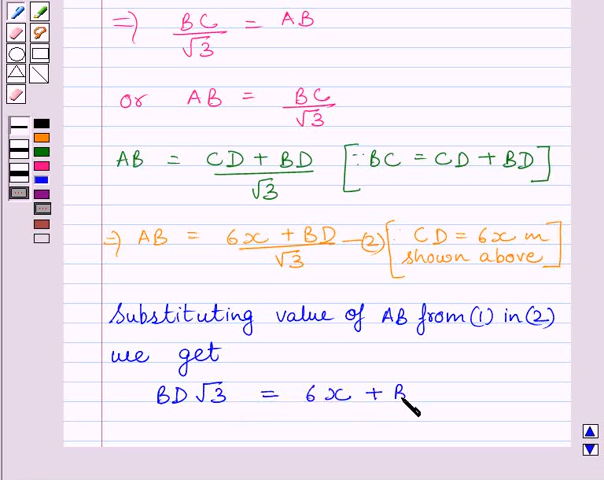 ⇒ BC/√3 = AB
or AB = BC/√3
AB = CD + BD/√3 [∵ BC = CD + BD]
⇒ AB = 6x + BD/√3 —(2) [∵ CD = 6x m shown above]
Substituting value of AB from (1) in (2)
we get
BD√3 = 6x + B